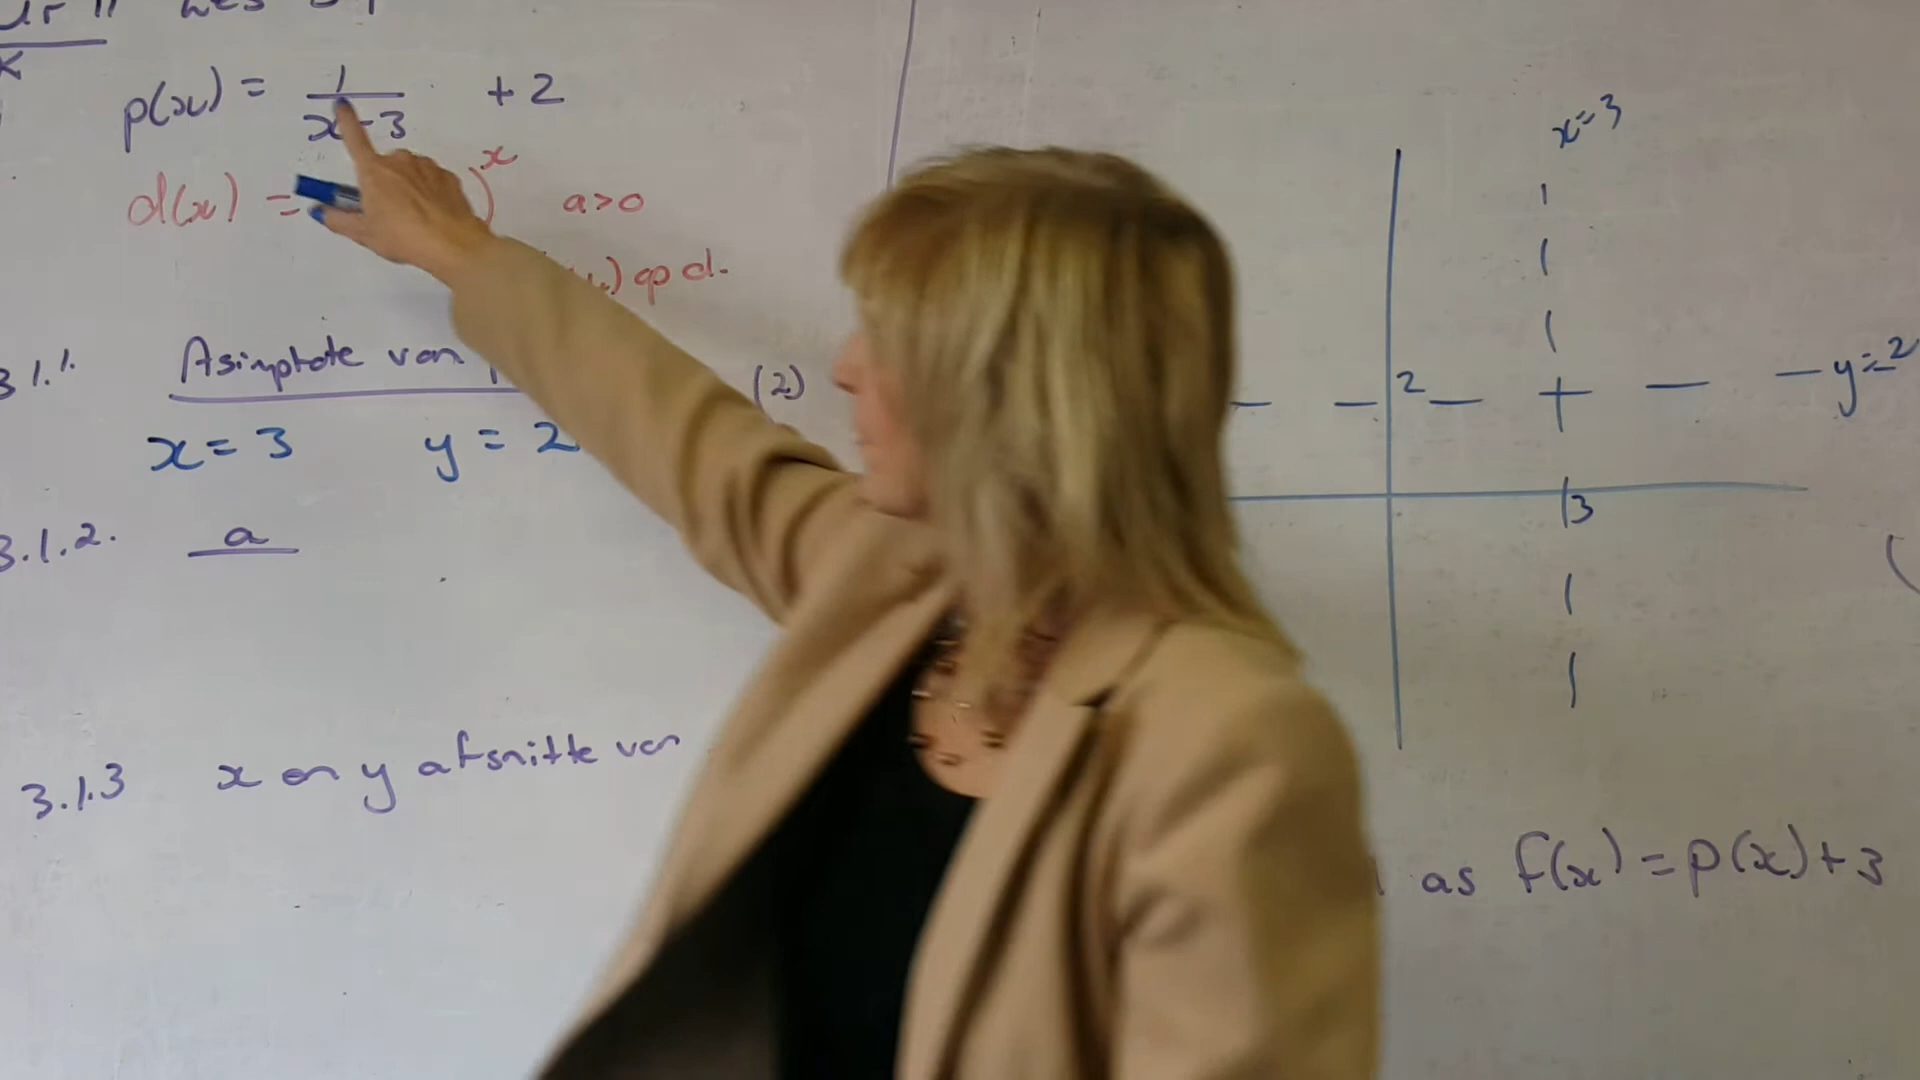 p(x) = 1/(x-3) + 2
d(x) = )^x a>0
op d.
3.1.1. Asimptote van (2)
x = 3 y = 2
3.1.2. a
3.1.3 x en y afsnitte van
x=3
2 y=2
3
as f(x) = p(x)+3